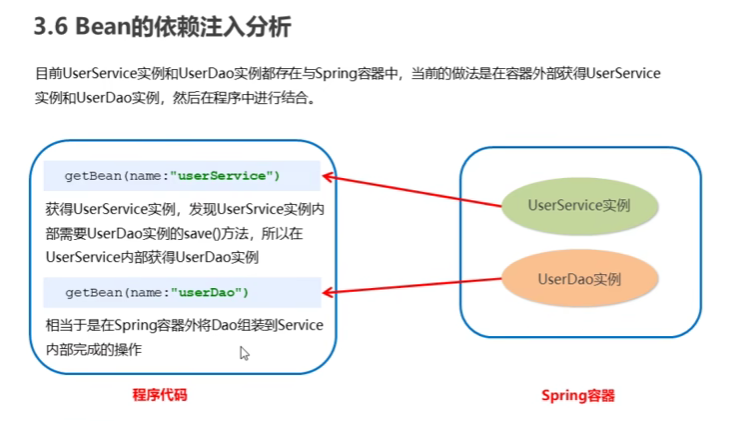 3.6 Bean的依赖注入分析
目前UserService实例和UserDao实例都存在与Spring容器中，当前的做法是在容器外部获得UserService
实例和UserDao实例，然后在程序中进行结合。
getBean(name:"userService")
获得UserService实例，发现UserSrvice实例内
部需要UserDao实例的save()方法，所以在
UserService内部获得UserDao实例
getBean(name:"userDao")
相当于是在Spring容器外将Dao组装到Service
内部完成的操作
程序代码
UserService实例
UserDao实例
Spring容器